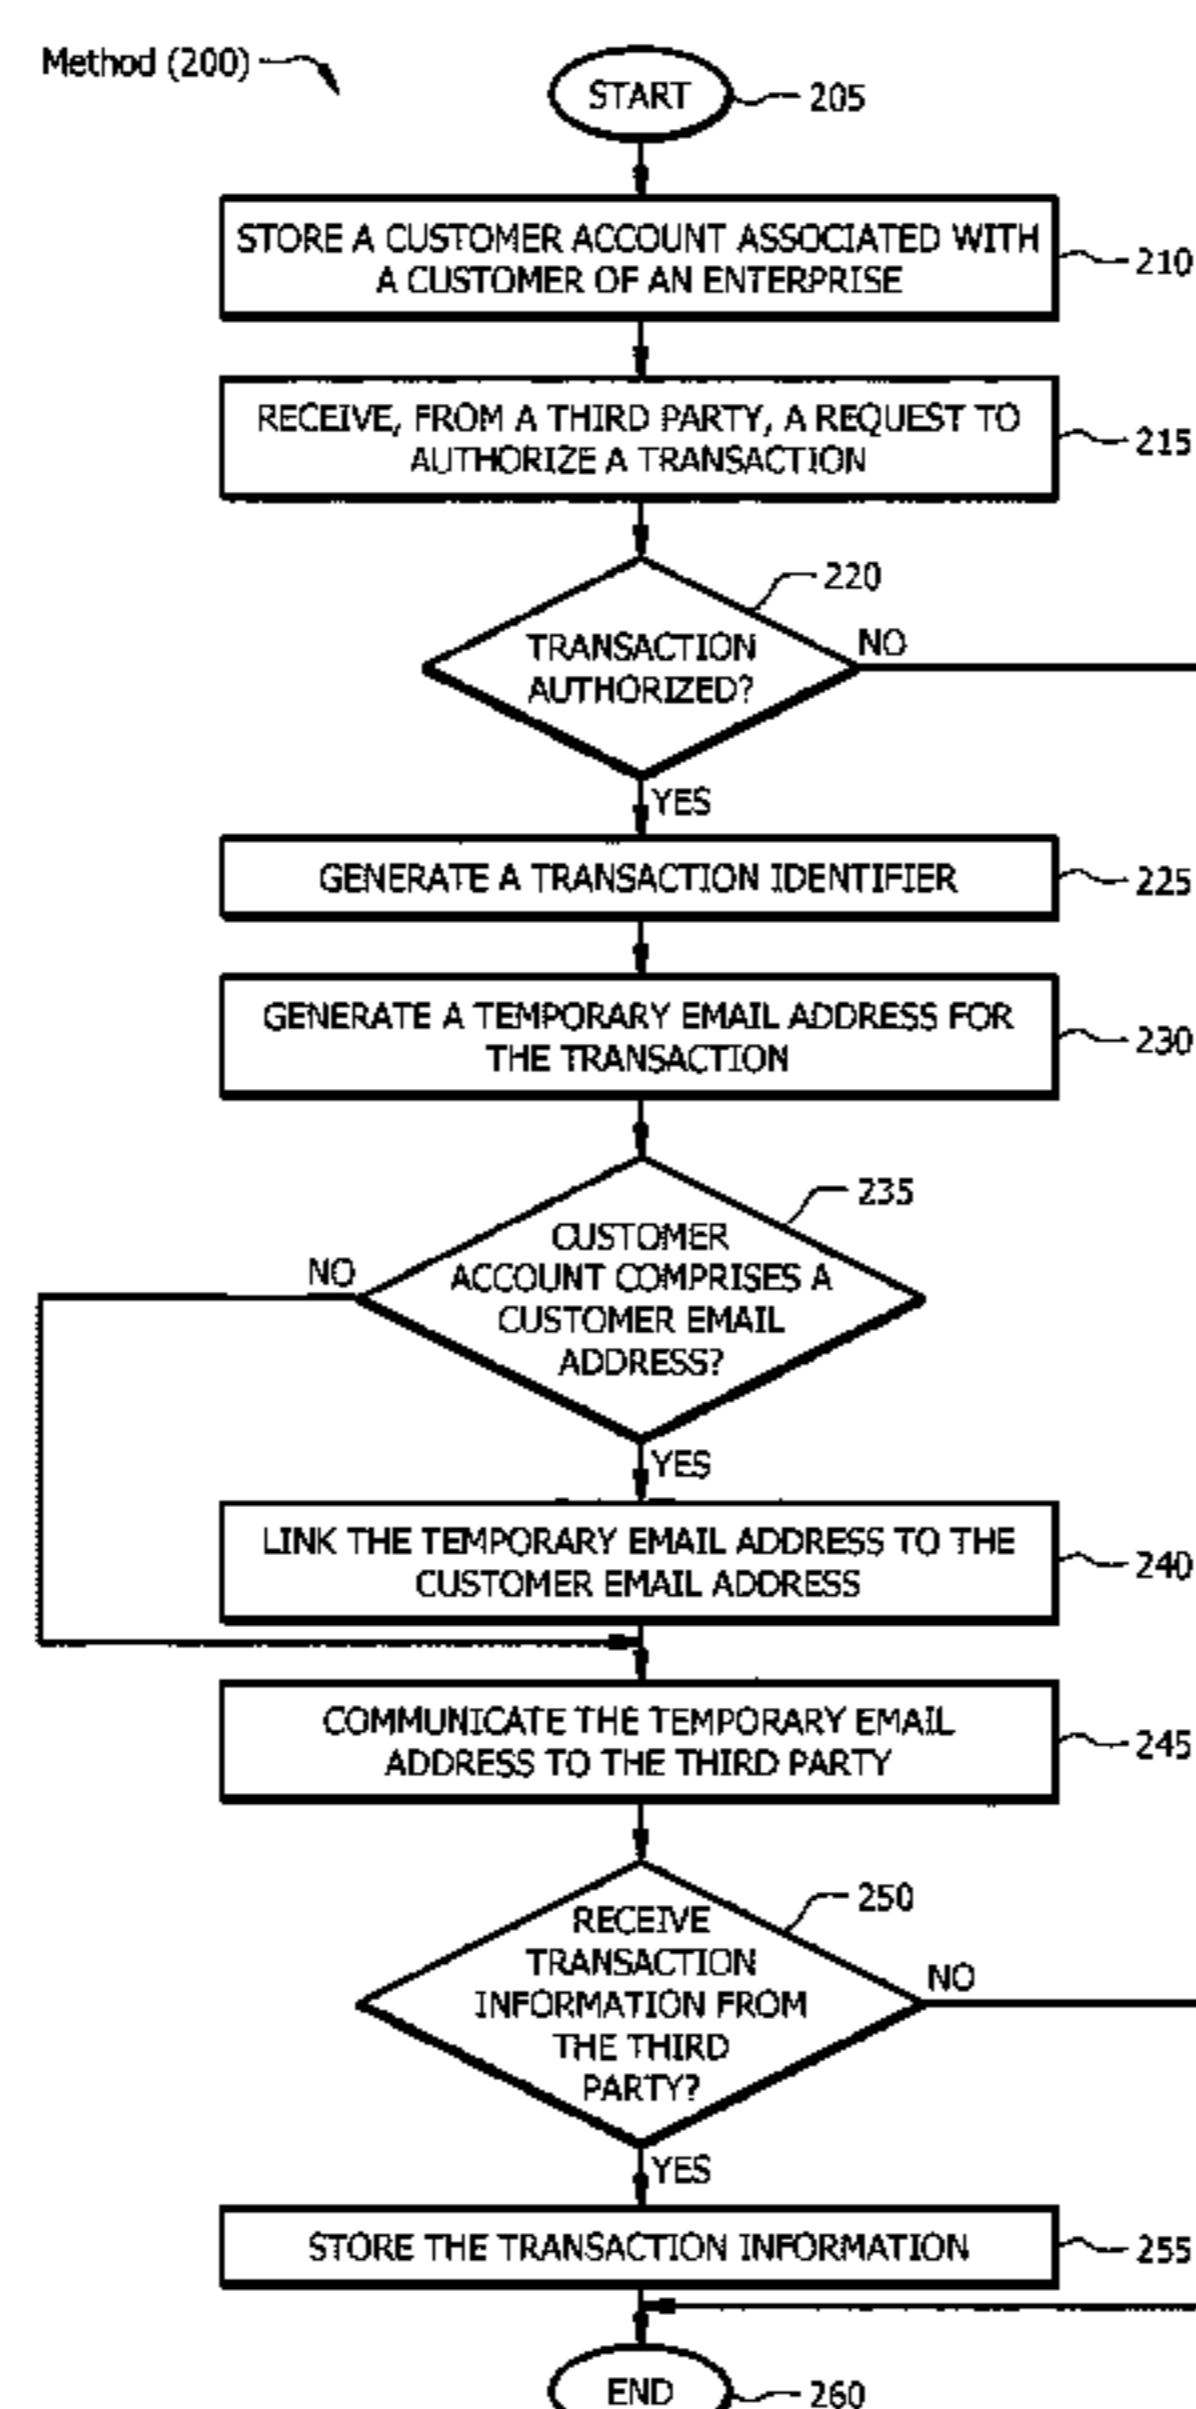 Method (200)
START
205
STORE A CUSTOMER ACCOUNT ASSOCIATED WITH
A CUSTOMER OF AN ENTERPRISE
210
RECEIVE, FROM A THIRD PARTY, A REQUEST TO
AUTHORIZE A TRANSACTION
215
220
TRANSACTION
AUTHORIZED?
NO
YES
GENERATE A TRANSACTION IDENTIFIER
225
GENERATE A TEMPORARY EMAIL ADDRESS FOR
THE TRANSACTION
230
235
CUSTOMER
ACCOUNT COMPRISES A
CUSTOMER EMAIL
ADDRESS?
NO
YES
LINK THE TEMPORARY EMAIL ADDRESS TO THE
CUSTOMER EMAIL ADDRESS
240
COMMUNICATE THE TEMPORARY EMAIL
ADDRESS TO THE THIRD PARTY
245
250
RECEIVE
TRANSACTION
INFORMATION FROM
THE THIRD
PARTY?
NO
YES
STORE THE TRANSACTION INFORMATION
255
END
260